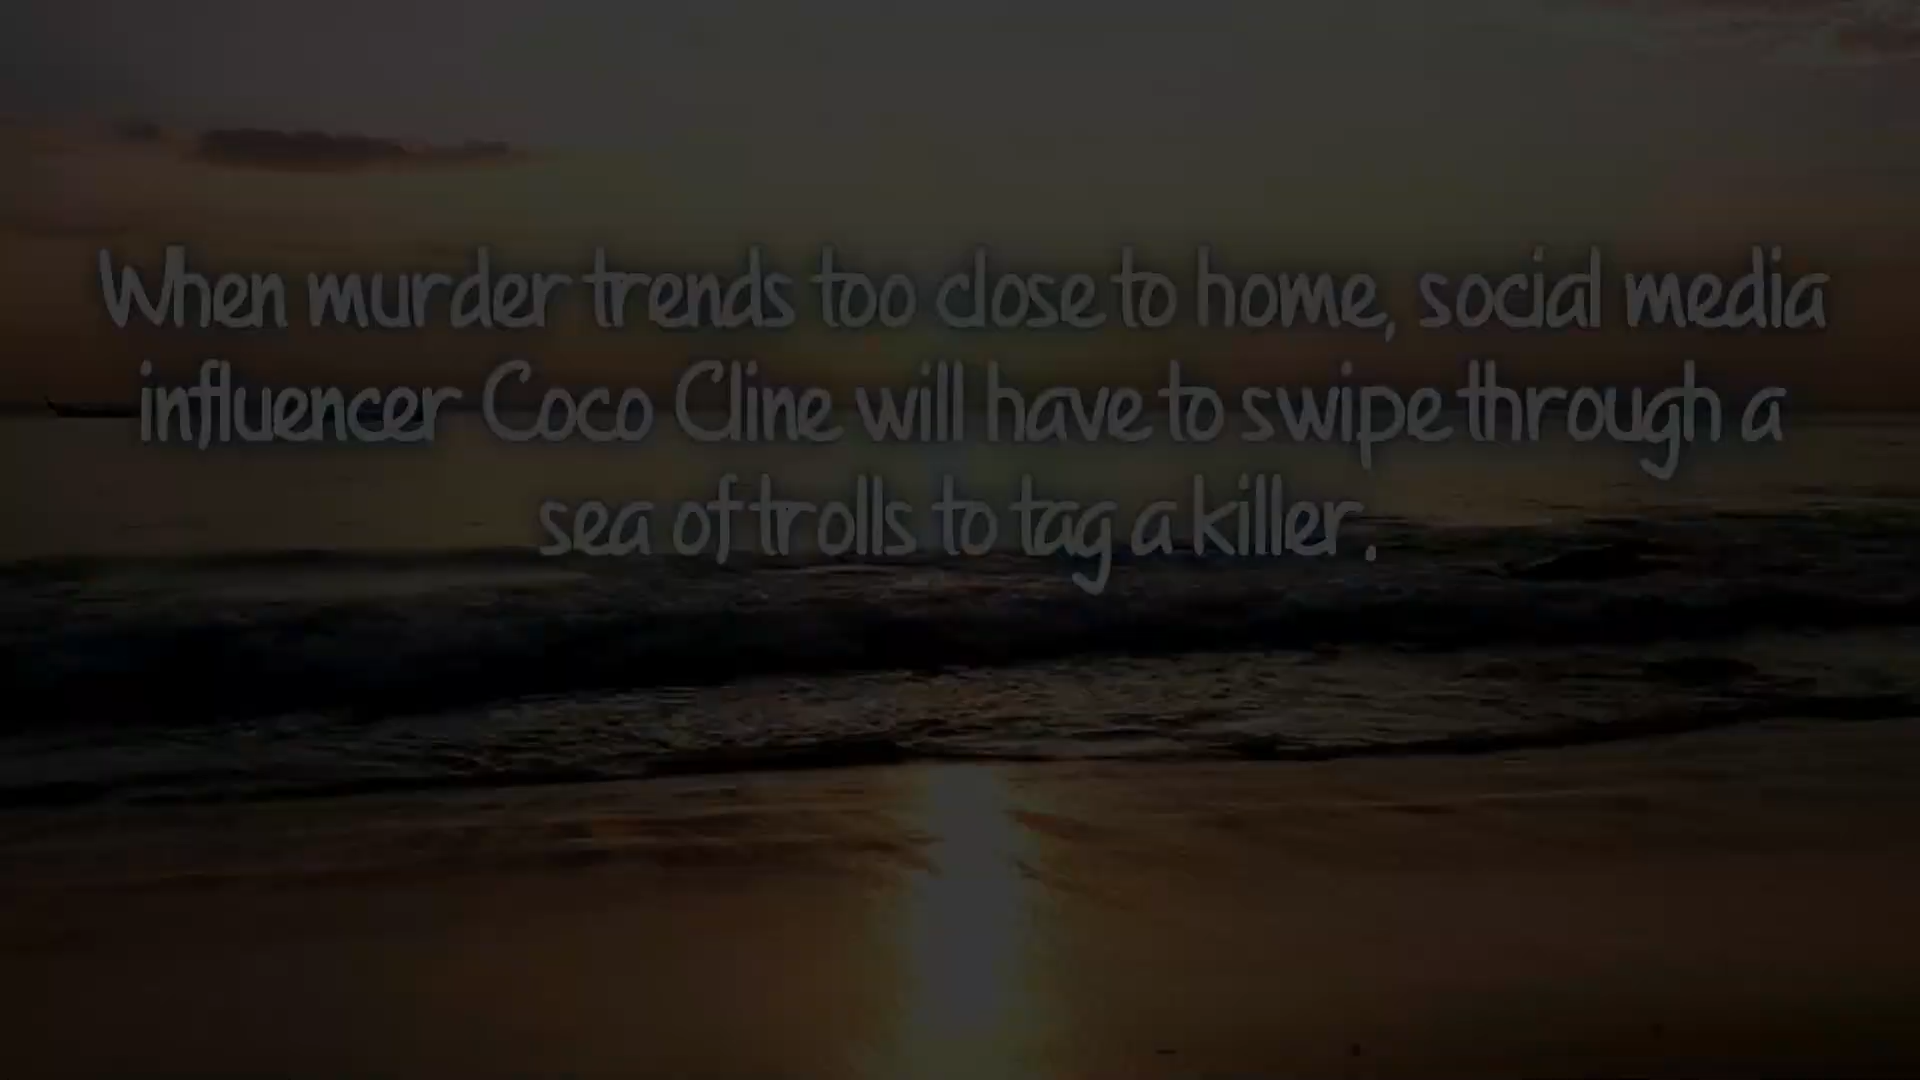 When murder trends too close to home, social media
influencer Coco Cline will have to swipe through a
sea of trolls to tag a killer.